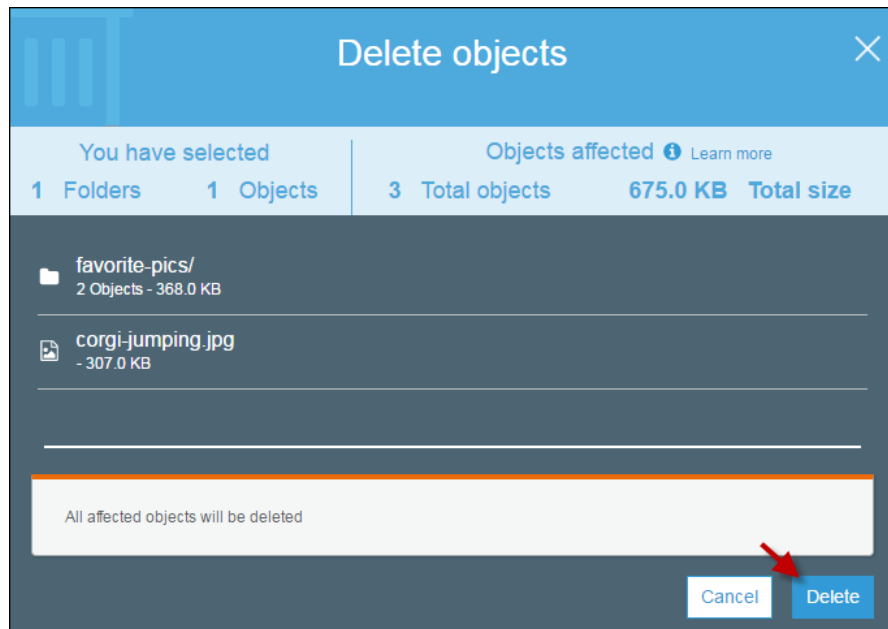 Delete objects
You have selected
1 Folders 1 Objects
Objects affected Learn more
3 Total objects 675.0 KB Total size
favorite-pics/
2 Objects - 368.0 KB
corgi-jumping.jpg
- 307.0 KB
All affected objects will be deleted
Cancel Delete